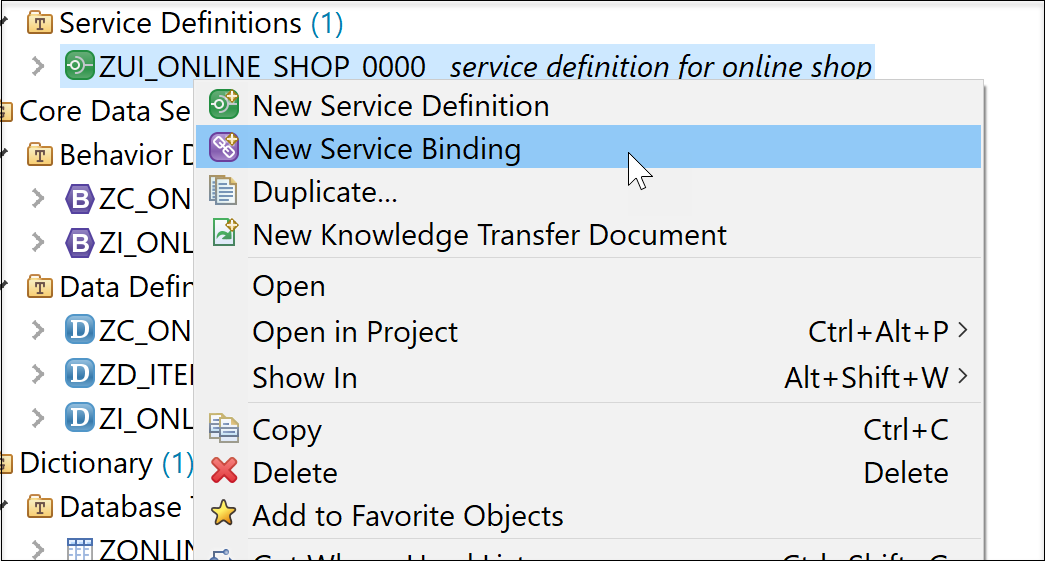 Service Definitions (1)
ZUI_ONLINE_SHOP_0000 service definition for online shop
New Service Definition
Core Data Se
New Service Binding
Behavior D
Duplicate...
B ZC_ON
New Knowledge Transfer Document
B ZI_ONL
Open
Data Defin
Open in Project Ctrl+Alt+P
D ZC_ON
Show In Alt+Shift+W
D ZD_ITE
Copy Ctrl+C
D ZI_ONL
Delete Delete
Dictionary (1)
Add to Favorite Objects
Database
ZONLIN